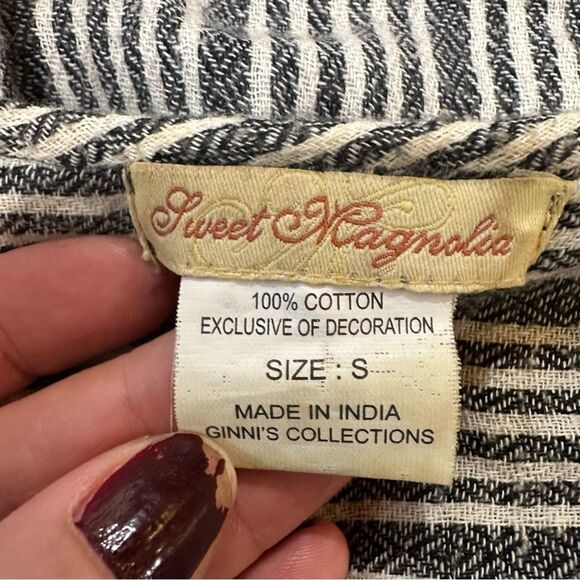 Sweet Magnolia
100% COTTON
EXCLUSIVE OF DECORATION
SIZE : S
MADE IN INDIA
GINNI'S COLLECTIONS